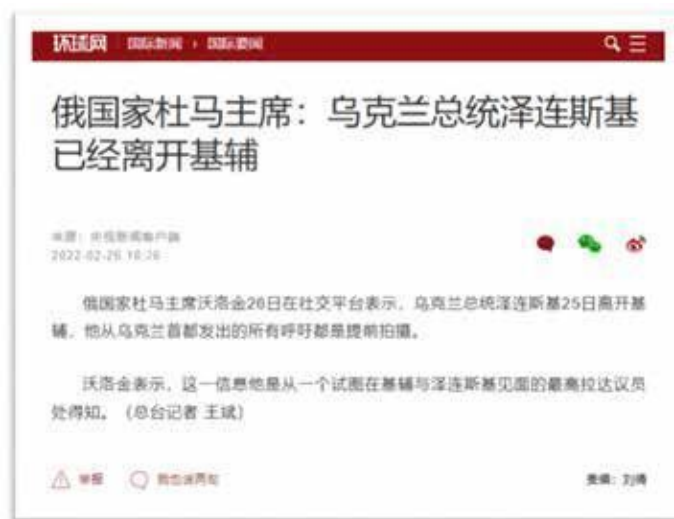 环球网 国际新闻 > 国际要闻
俄国家杜马主席：乌克兰总统泽连斯基
已经离开基辅
来源：央视新闻客户端
2022-02-26 18:26
俄国家杜马主席沃洛金26日在社交平台表示，乌克兰总统泽连斯基25日离开基
辅，他从乌克兰首都发出的所有呼吁都是提前拍摄。
沃洛金表示，这一信息他是从一个试图在基辅与泽连斯基见面的最高拉达议员
处得知。（总台记者 王斌）
举报 我也说两句 责编：刘博